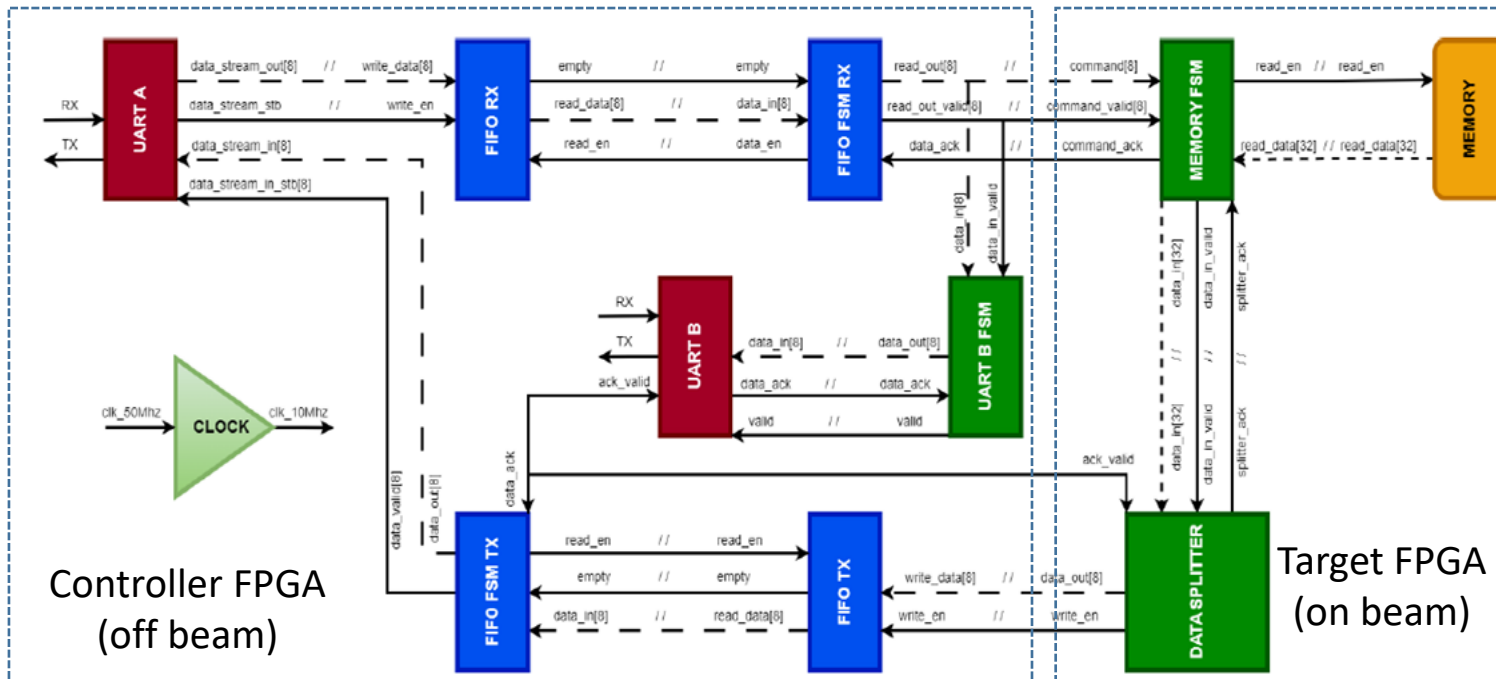 data_stream_out[8] // write_data[8]
data_stream_stb // write_en
data_stream_in[8]
data_stream_in_stb[8]
RX
TX
UART A
empty // empty
read_data[8] // data_in[8]
read_en // data_en
FIFO RX
read_out[8] // command[8]
read_out_valid[8] // command_valid[8]
data_ack // command_ack
FIFO FSM RX
read_en // read_en
read_data[32] // read_data[32]
MEMORY FSM
MEMORY
data_in[8]
data_in_valid
data_in[32] // data_in[32]
data_in_valid // data_in_valid
splitter_ack // splitter_ack
RX
TX
ack_valid
UART B
data_in[8] // data_out[8]
data_ack // data_ack
valid // valid
UART B FSM
clk_50Mhz
CLOCK
clk_10Mhz
data_valid[8]
data_out[8]
data_ack
ack_valid
FIFO FSM TX
read_en // read_en
empty // empty
data_in[8] // read_data[8]
FIFO TX
write_data[8] // data_out[8]
write_en // write_en
DATA SPLITTER
Controller FPGA
(off beam)
Target FPGA
(on beam)